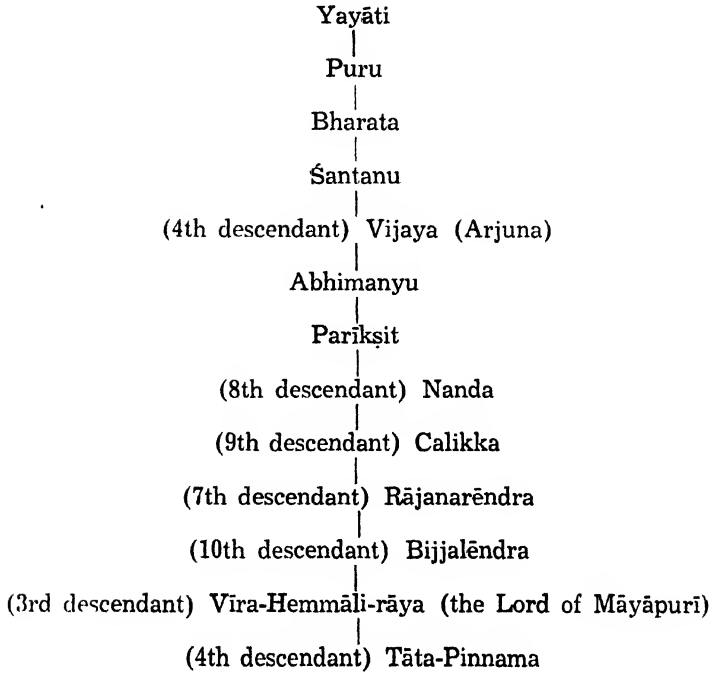 Yayāti
Puru
Bharata
Śantanu
(4th descendant) Vijaya (Arjuna)
Abhimanyu
Parīkṣit
(8th descendant) Nanda
(9th descendant) Calikka
(7th descendant) Rājanarēndra
(10th descendant) Bijjalēndra
(3rd descendant) Vīra-Hemmāli-rāya (the Lord of Māyāpurī)
(4th descendant) Tāta-Pinnama